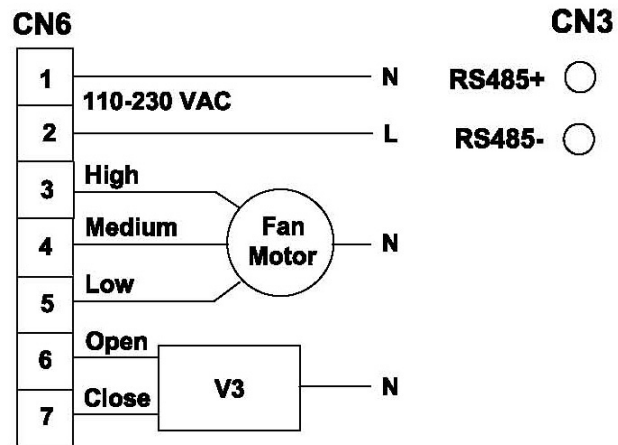 CN6
CN3
1
N
RS485+
110-230 VAC
2
L
RS485-
High
3
Medium
4
Fan
Motor
N
Low
5
Open
6
V3
N
Close
7